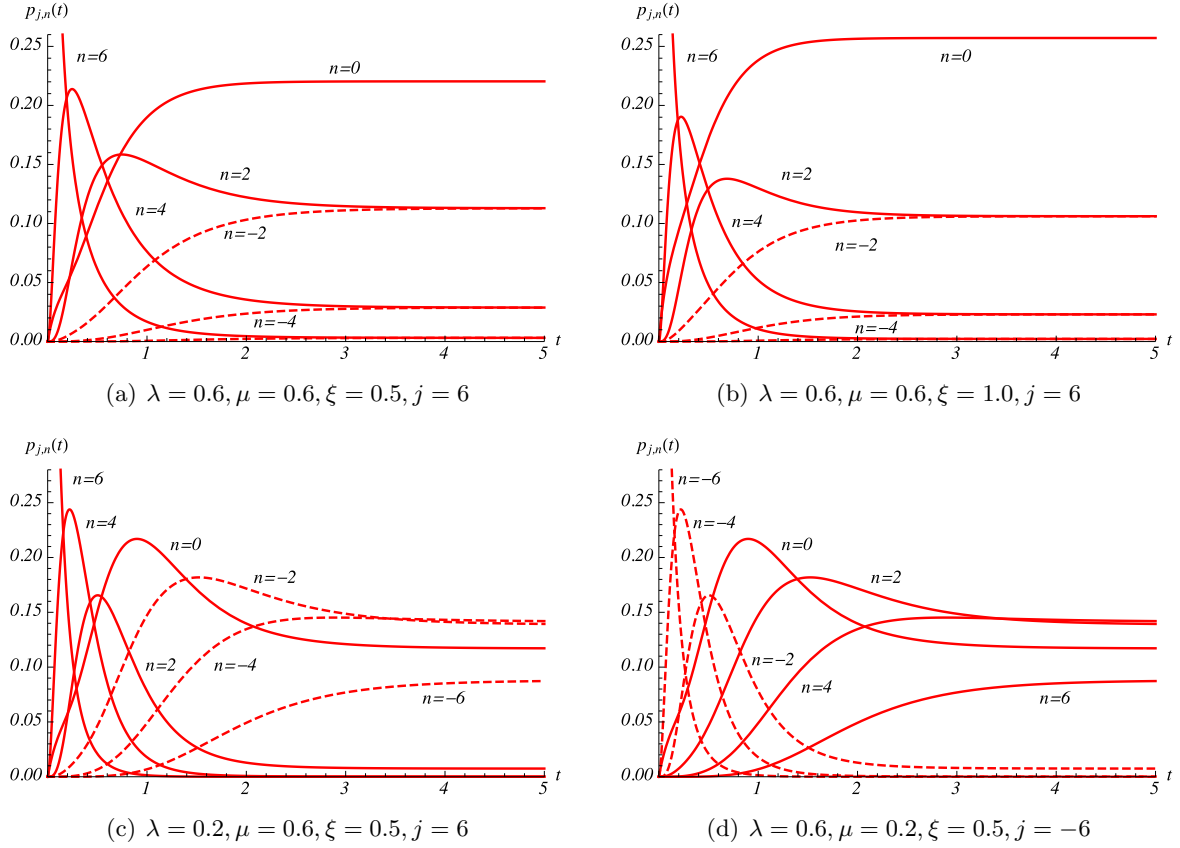 p_{j,n}(t)
0.25
0.20
0.15
0.10
0.05
0.00
n=6
n=0
n=2
n=4
n=−2
n=−4
1 2 3 4 5 t
(a) λ = 0.6, μ = 0.6, ξ = 0.5, j = 6
p_{j,n}(t)
0.25
0.20
0.15
0.10
0.05
0.00
n=6
n=0
n=2
n=4
n=−2
n=−4
1 2 3 4 5 t
(b) λ = 0.6, μ = 0.6, ξ = 1.0, j = 6
p_{j,n}(t)
0.25
0.20
0.15
0.10
0.05
0.00
n=6
n=4
n=0
n=−2
n=2
n=−4
n=−6
1 2 3 4 5 t
(c) λ = 0.2, μ = 0.6, ξ = 0.5, j = 6
p_{j,n}(t)
0.25
0.20
0.15
0.10
0.05
0.00
n=−6
n=−4
n=0
n=2
n=−2
n=4
n=6
1 2 3 4 5 t
(d) λ = 0.6, μ = 0.2, ξ = 0.5, j = −6